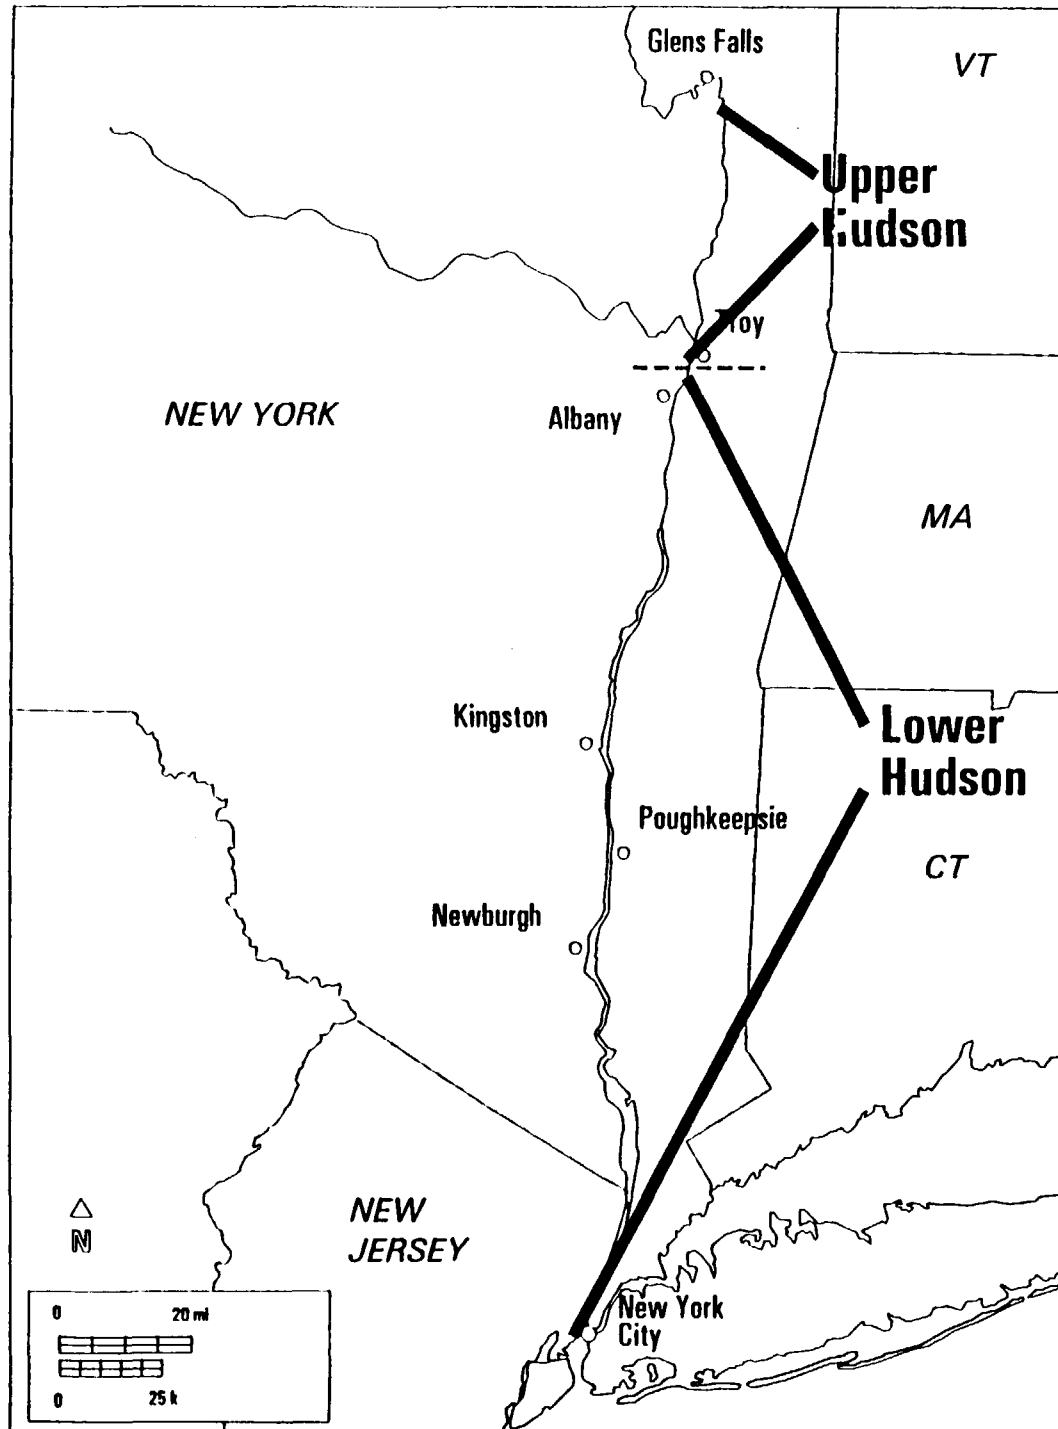 Glens Falls
VT
Upper
Hudson
Troy
NEW YORK
Albany
MA
Kingston
Lower
Hudson
Poughkeepsie
CT
Newburgh
N
NEW
JERSEY
0 20 mi
0 25 k
New York
City